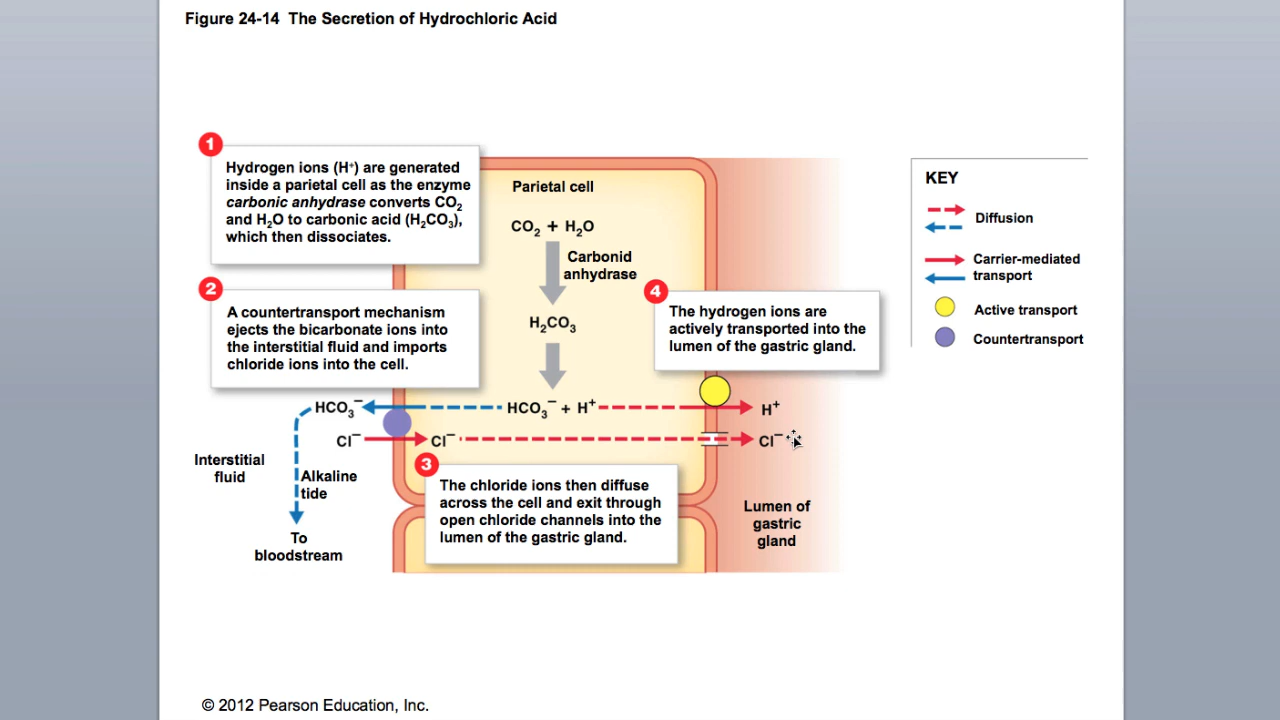 Figure 24-14 The Secretion of Hydrochloric Acid
1
Hydrogen ions (H⁺) are generated
inside a parietal cell as the enzyme
carbonic anhydrase converts CO₂
and H₂O to carbonic acid (H₂CO₃),
which then dissociates.
Parietal cell
CO₂ + H₂O
Carbonid
anhydrase
H₂CO₃
2
A countertransport mechanism
ejects the bicarbonate ions into
the interstitial fluid and imports
chloride ions into the cell.
4
The hydrogen ions are
actively transported into the
lumen of the gastric gland.
HCO₃⁻
HCO₃⁻ + H⁺
H⁺
Cl⁻
Cl⁻
Cl⁻
Interstitial
fluid
Alkaline
tide
To
bloodstream
3
The chloride ions then diffuse
across the cell and exit through
open chloride channels into the
lumen of the gastric gland.
Lumen of
gastric
gland
KEY
Diffusion
Carrier-mediated
transport
Active transport
Countertransport
© 2012 Pearson Education, Inc.